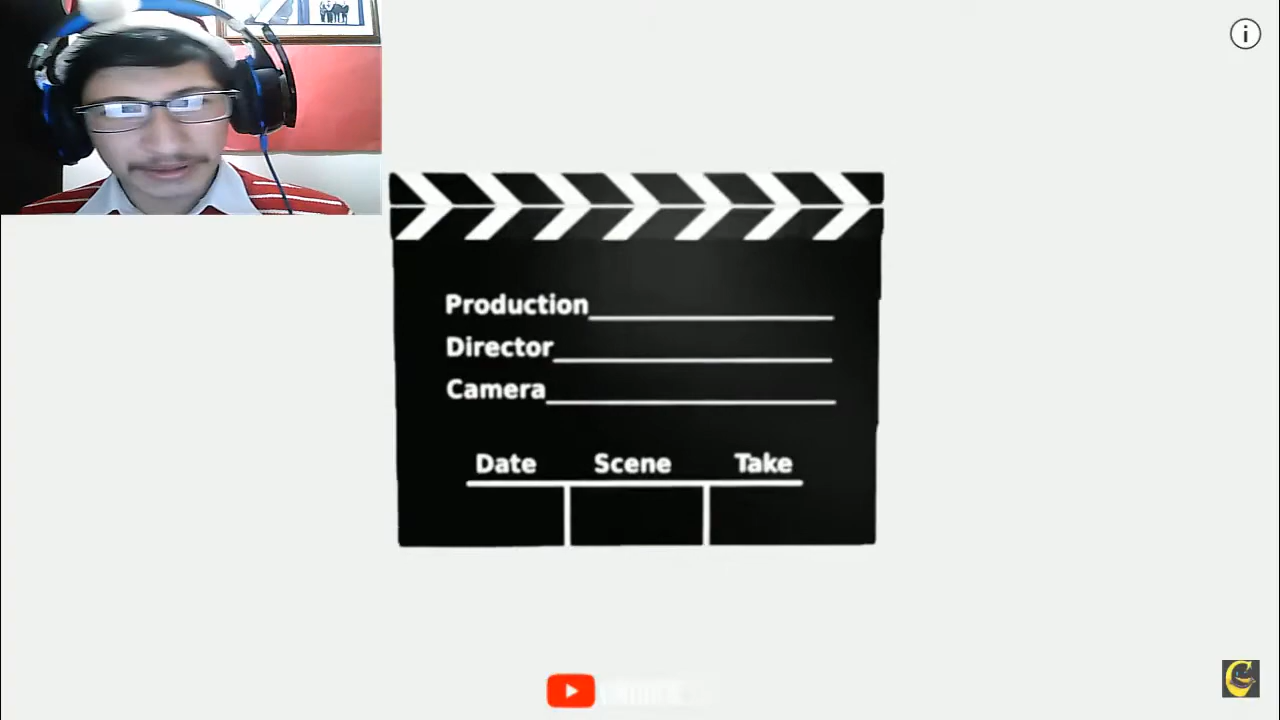 Production
Director
Camera
Date Scene Take